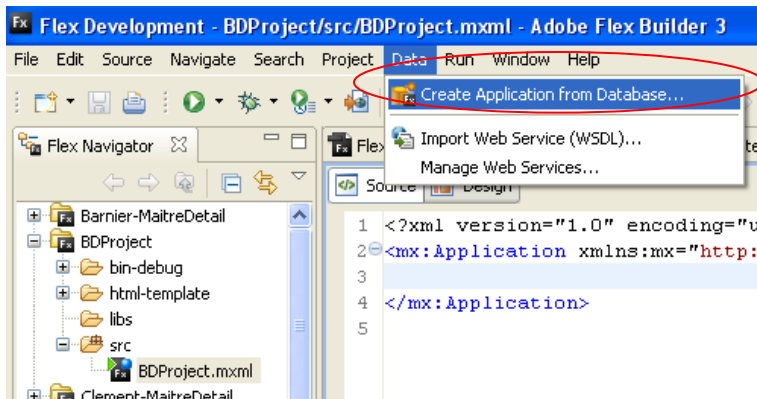 Flex Development - BDProject/src/BDProject.mxml - Adobe Flex Builder 3
File Edit Source Navigate Search Project Data Run Window Help
Create Application from Database...
Import Web Service (WSDL)...
Manage Web Services...
Flex Navigator
Flex
Source Design
Barnier-MaitreDetail
BDProject
bin-debug
html-template
libs
src
BDProject.mxml
Clement-MaitreDetail
1 <?xml version="1.0" encoding="u
2 <mx:Application xmlns:mx="http:
3
4 </mx:Application>
5